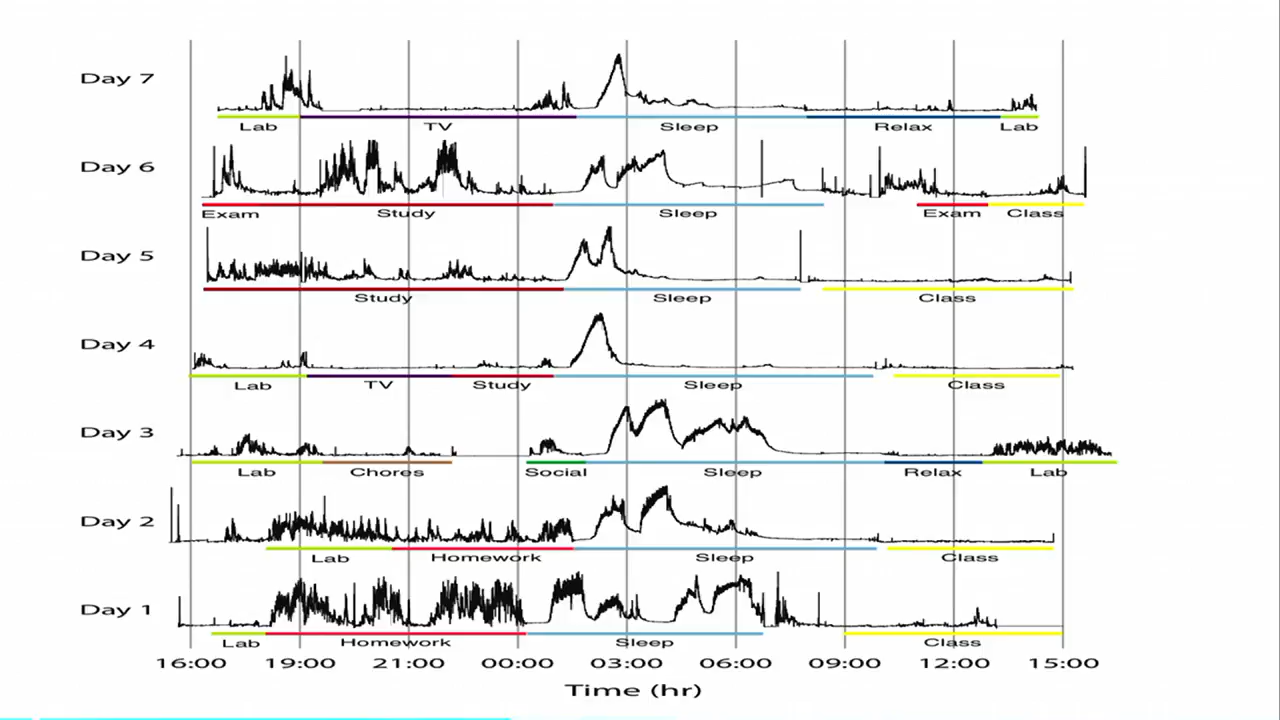 Day 7
Lab TV Sleep Relax Lab
Day 6
Exam Study Sleep Exam Class
Day 5
Study Sleep Class
Day 4
Lab TV Study Sleep Class
Day 3
Lab Chores Social Sleep Relax Lab
Day 2
Lab Homework Sleep Class
Day 1
Lab Homework Sleep Class
16:00 19:00 21:00 00:00 03:00 06:00 09:00 12:00 15:00
Time (hr)